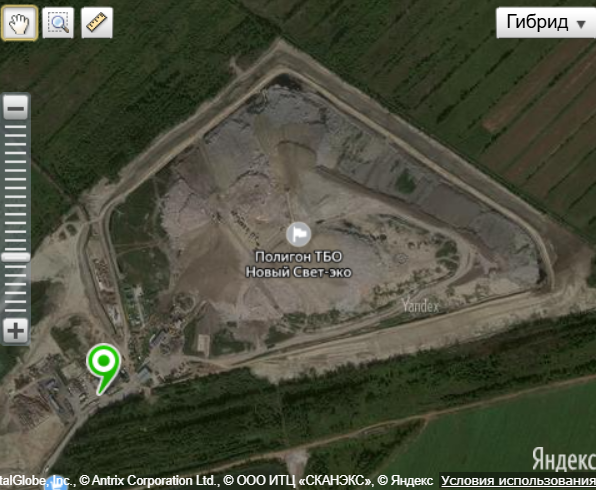 Гибрид
Полигон ТБО
Новый Свет-эко
Yandex
Яндекс
talGlobe, Inc., © Antrix Corporation Ltd., © ООО ИТЦ «СКАНЭКС», © Яндекс Условия использования